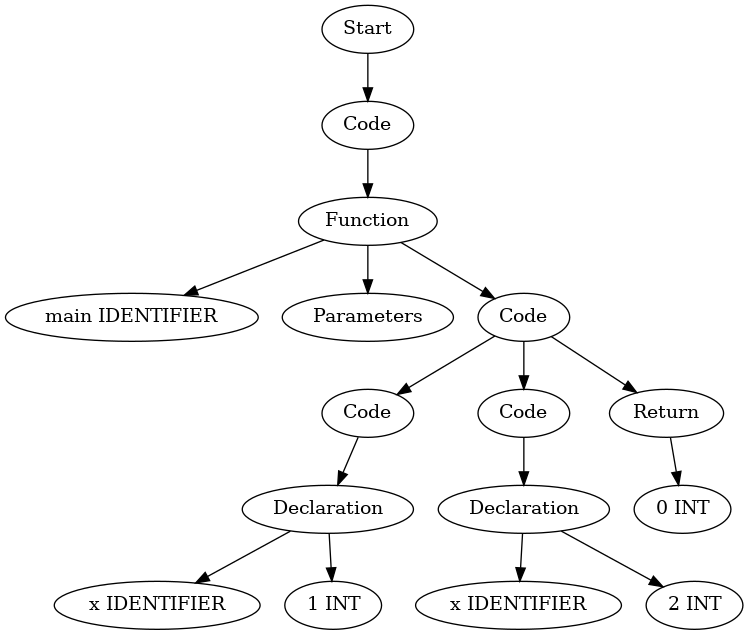 Start
Code
Function
main IDENTIFIER
Parameters
Code
Code
Code
Return
Declaration
Declaration
0 INT
x IDENTIFIER
1 INT
x IDENTIFIER
2 INT